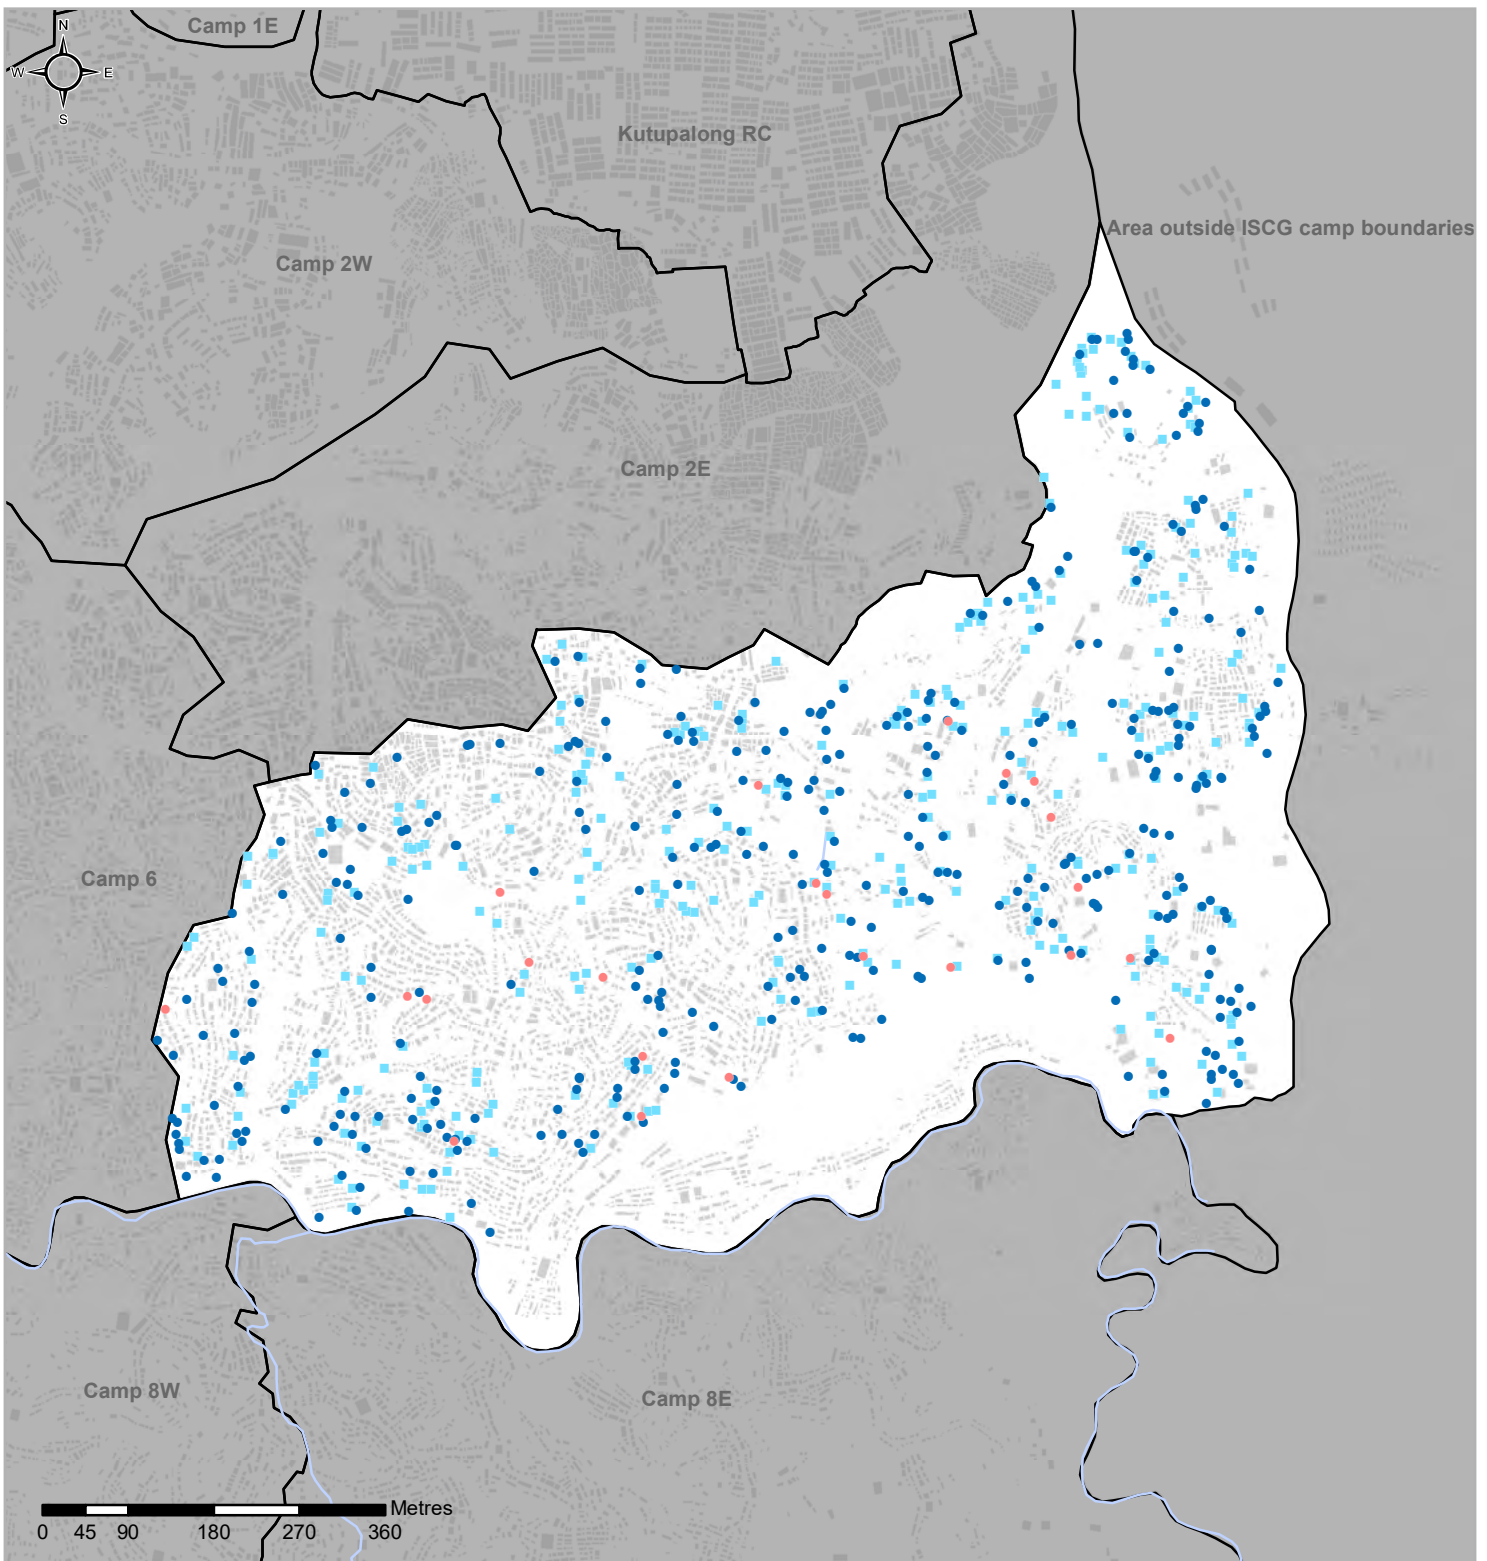 Camp 1E
N
W E
S
Kutupalong RC
Area outside ISCG camp boundaries
Camp 2W
Camp 2E
Camp 6
Camp 8W
Camp 8E
Metres
0 45 90 180 270 360